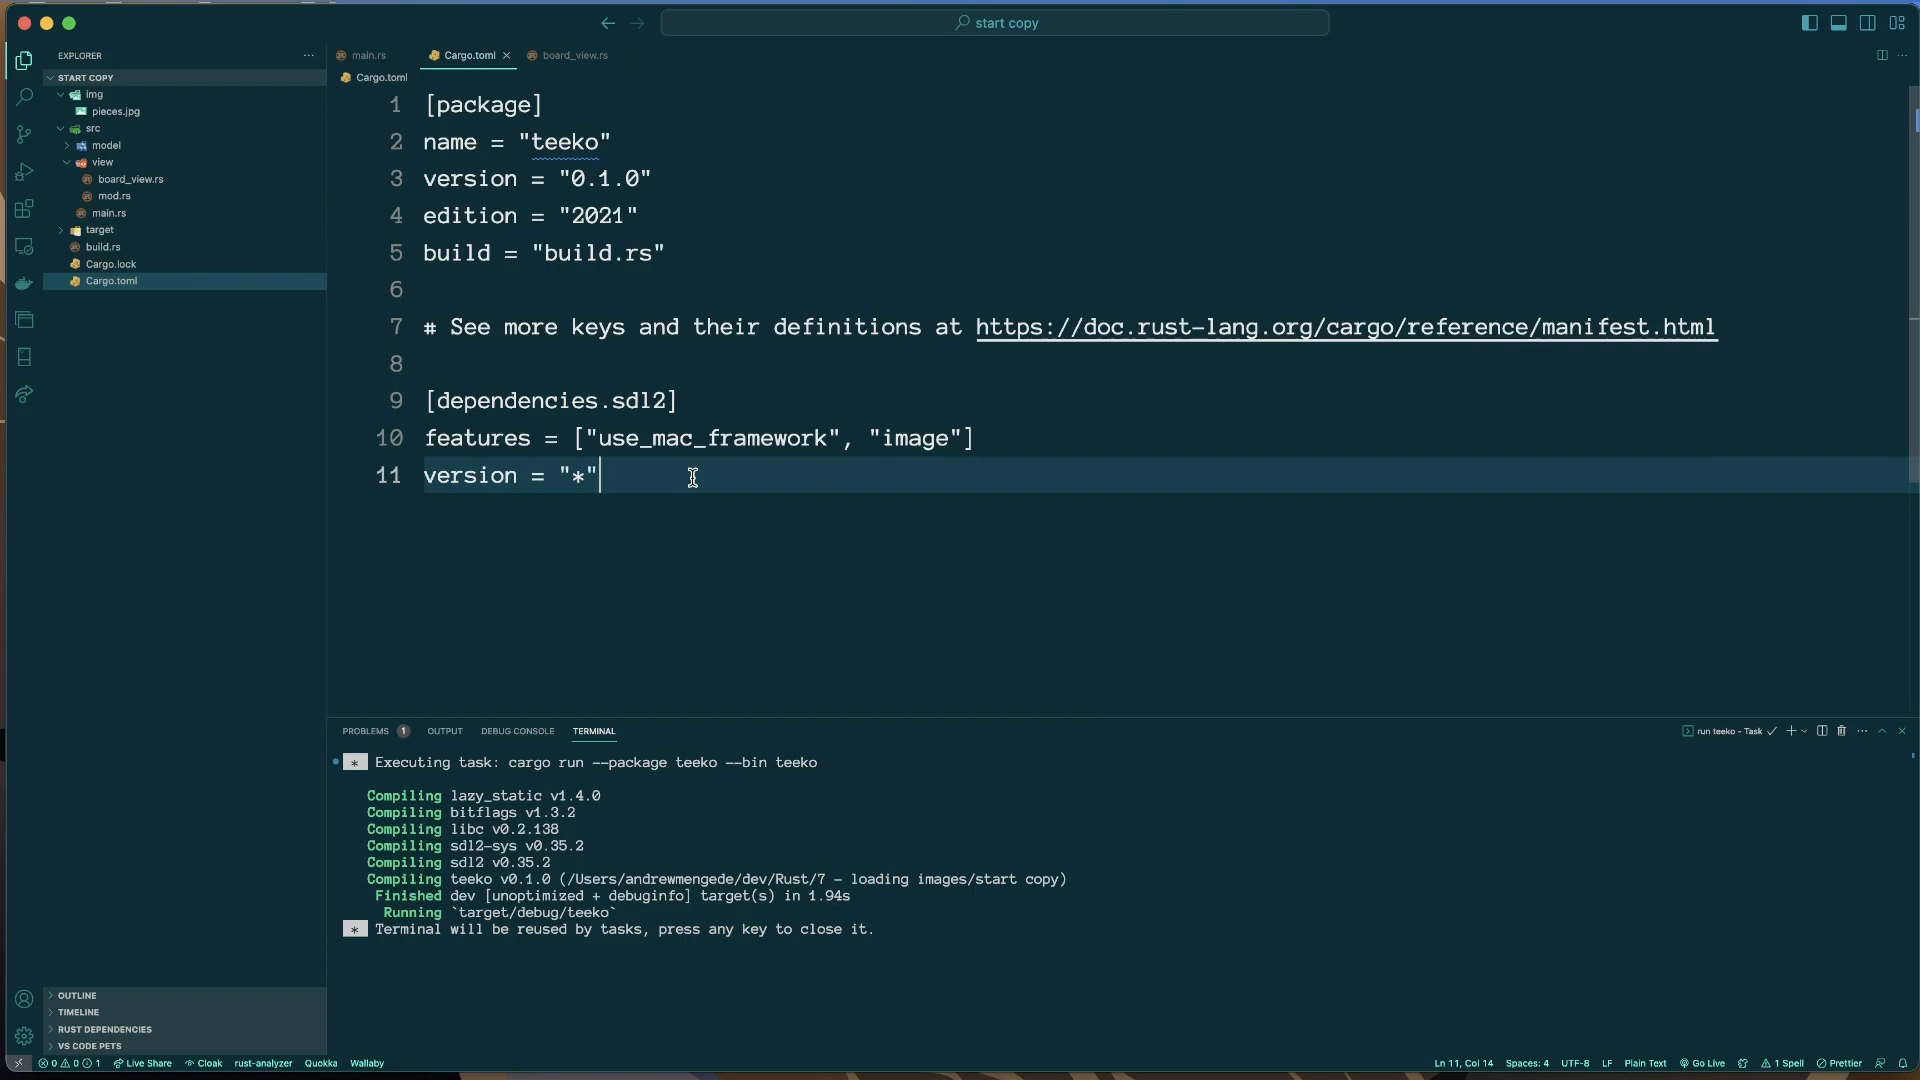 start copy
EXPLORER
main.rs
Cargo.toml
board_view.rs
START COPY
Cargo.toml
img
pieces.jpg
src
model
view
board_view.rs
mod.rs
main.rs
target
build.rs
Cargo.lock
Cargo.toml
1 [package]
2 name = "teeko"
3 version = "0.1.0"
4 edition = "2021"
5 build = "build.rs"
6
7 # See more keys and their definitions at https://doc.rust-lang.org/cargo/reference/manifest.html
8
9 [dependencies.sdl2]
10 features = ["use_mac_framework", "image"]
11 version = "*"
PROBLEMS 1 OUTPUT DEBUG CONSOLE TERMINAL
run teeko - Task
* Executing task: cargo run --package teeko --bin teeko
Compiling lazy_static v1.4.0
Compiling bitflags v1.3.2
Compiling libc v0.2.138
Compiling sdl2-sys v0.35.2
Compiling sdl2 v0.35.2
Compiling teeko v0.1.0 (/Users/andrewmengede/dev/Rust/7 - loading images/start copy)
Finished dev [unoptimized + debuginfo] target(s) in 1.94s
Running `target/debug/teeko`
* Terminal will be reused by tasks, press any key to close it.
OUTLINE
TIMELINE
RUST DEPENDENCIES
VS CODE PETS
0 0 1 Live Share Cloak rust-analyzer Quokka Wallaby
Ln 11, Col 14 Spaces: 4 UTF-8 LF Plain Text Go Live 1 Spell Prettier